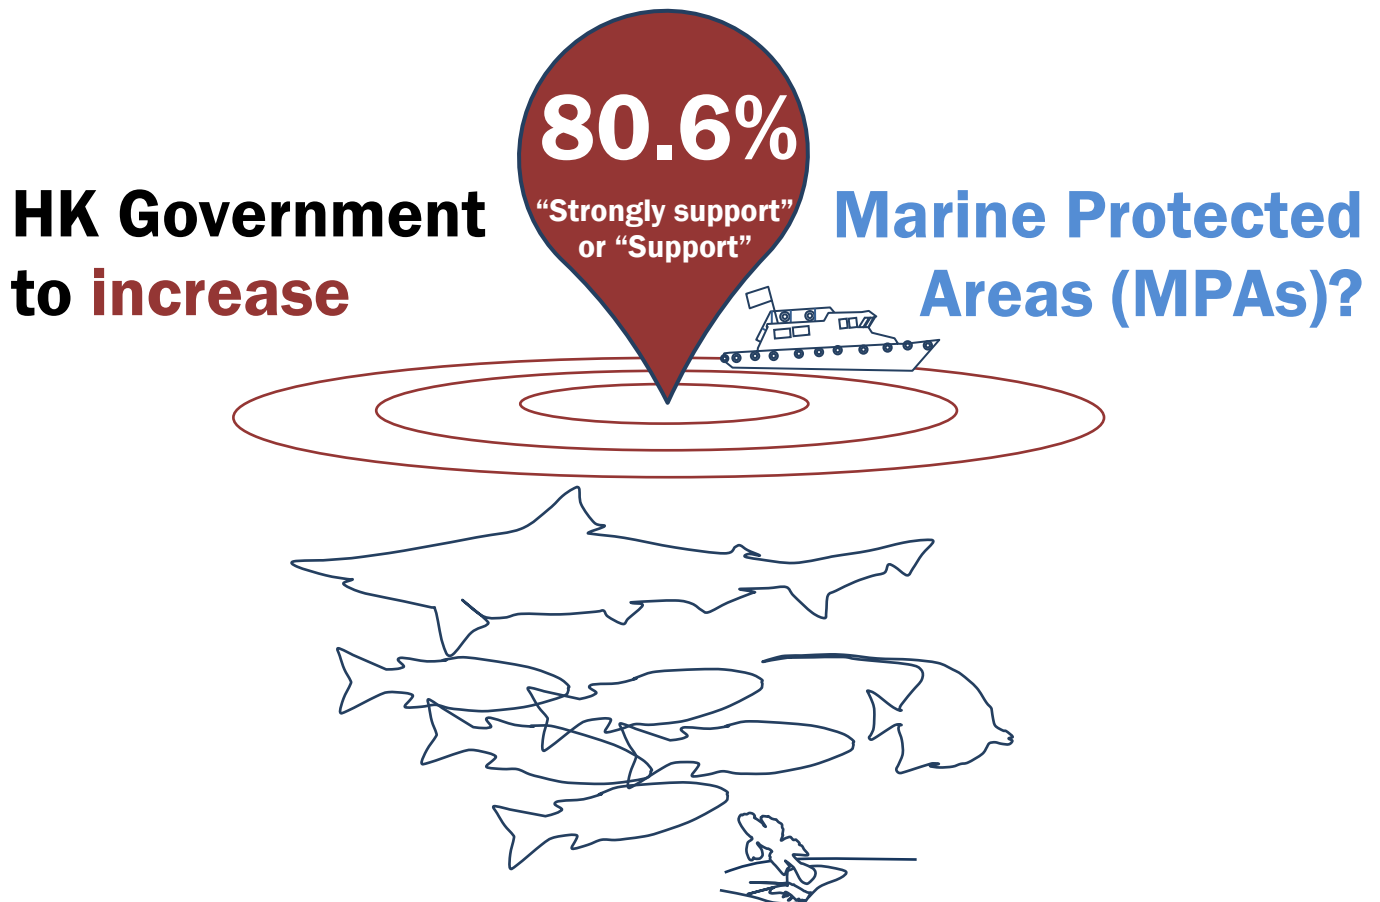 80.6%
“Strongly support”
or “Support”
HK Government
to increase
Marine Protected
Areas (MPAs)?